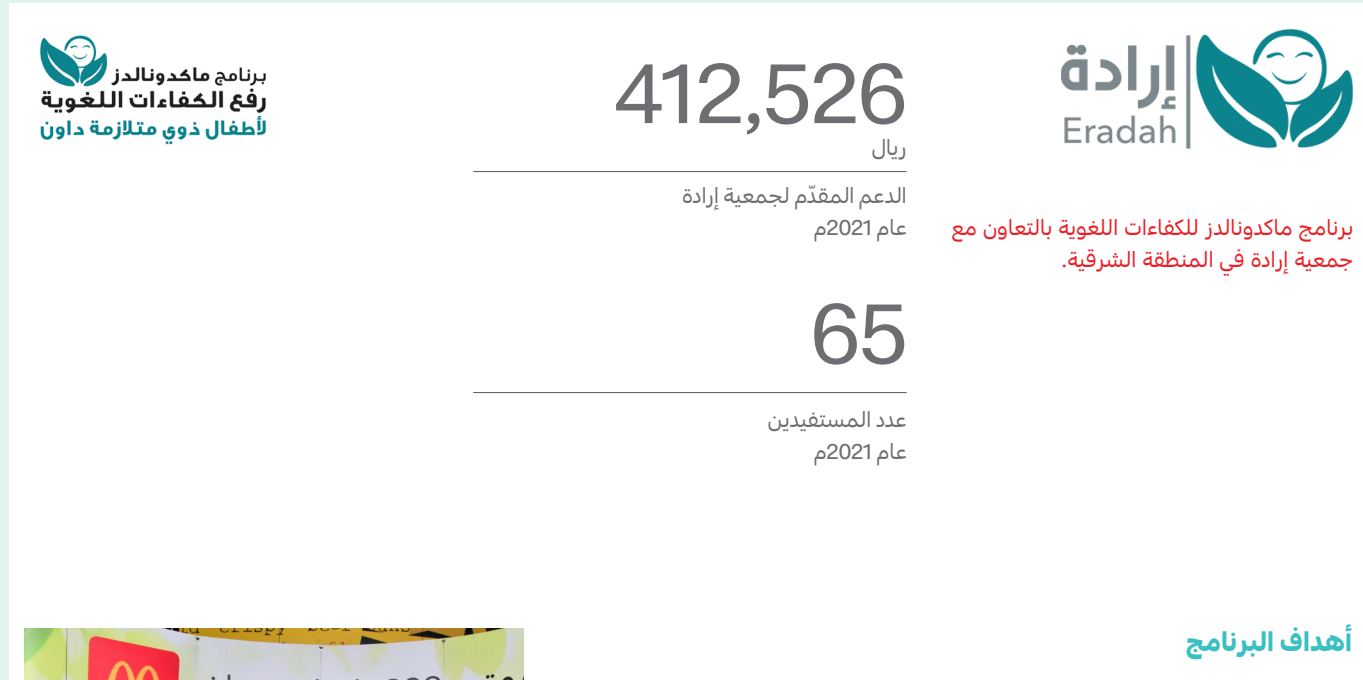 إرادة
Eradah
برنامج ماكدونالدز للكفاءات اللغوية بالتعاون مع
جمعية إرادة في المنطقة الشرقية.
412,526
ريال
الدعم المقدّم لجمعية إرادة
عام 2021م
65
عدد المستفيدين
عام 2021م
برنامج ماكدونالدز
رفع الكفاءات اللغوية
لأطفال ذوي متلازمة داون
أهداف البرنامج